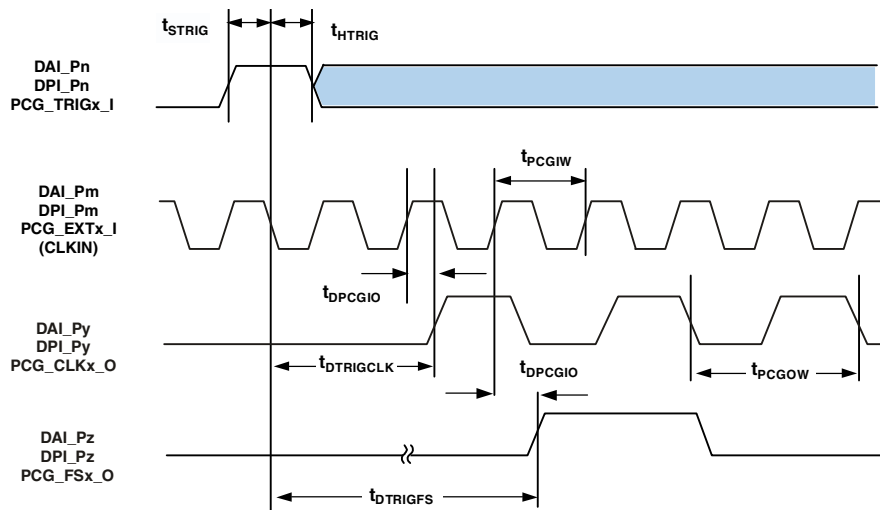 tSTRIG
tHTRIG
DAI_Pn
DPI_Pn
PCG_TRIGx_I
tPCGIW
DAI_Pm
DPI_Pm
PCG_EXTx_I
(CLKIN)
tDPCGIO
DAI_Py
DPI_Py
PCG_CLKx_O
tDTRIGCLK
tDPCGIO
tPCGOW
DAI_Pz
DPI_Pz
PCG_FSx_O
tDTRIGFS